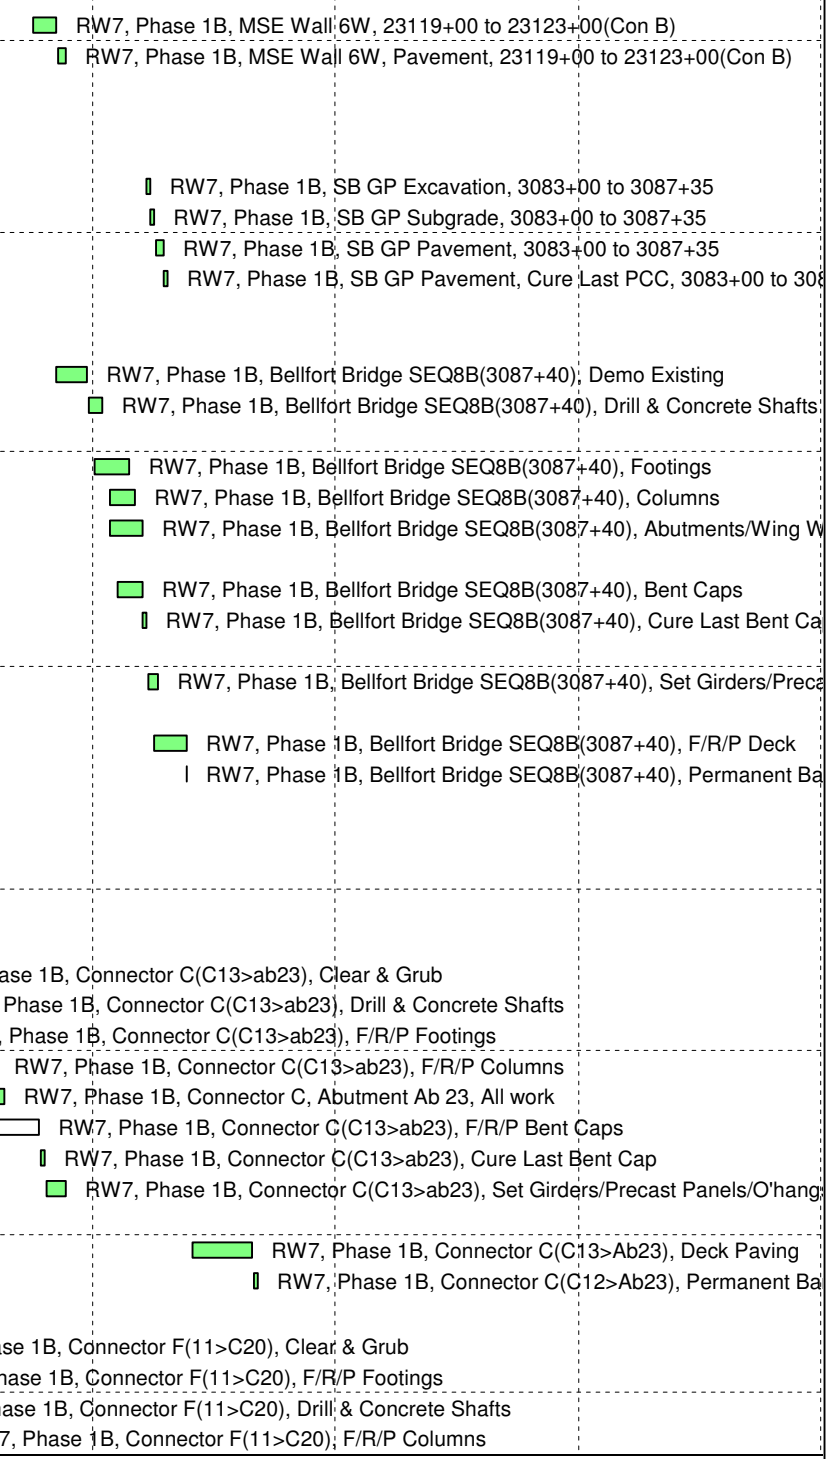 RW7, Phase 1B, MSE Wall 6W, 23119+00 to 23123+00(Con B)
RW7, Phase 1B, MSE Wall 6W, Pavement, 23119+00 to 23123+00(Con B)
RW7, Phase 1B, SB GP Excavation, 3083+00 to 3087+35
RW7, Phase 1B, SB GP Subgrade, 3083+00 to 3087+35
RW7, Phase 1B, SB GP Pavement, 3083+00 to 3087+35
RW7, Phase 1B, SB GP Pavement, Cure Last PCC, 3083+00 to 308
RW7, Phase 1B, Bellfort Bridge SEQ8B(3087+40), Demo Existing
RW7, Phase 1B, Bellfort Bridge SEQ8B(3087+40), Drill & Concrete Shafts
RW7, Phase 1B, Bellfort Bridge SEQ8B(3087+40), Footings
RW7, Phase 1B, Bellfort Bridge SEQ8B(3087+40), Columns
RW7, Phase 1B, Bellfort Bridge SEQ8B(3087+40), Abutments/Wing W
RW7, Phase 1B, Bellfort Bridge SEQ8B(3087+40), Bent Caps
RW7, Phase 1B, Bellfort Bridge SEQ8B(3087+40), Cure Last Bent Ca
RW7, Phase 1B, Bellfort Bridge SEQ8B(3087+40), Set Girders/Preca
RW7, Phase 1B, Bellfort Bridge SEQ8B(3087+40), F/R/P Deck
RW7, Phase 1B, Bellfort Bridge SEQ8B(3087+40), Permanent Ba
ase 1B, Connector C(C13>ab23), Clear & Grub
Phase 1B, Connector C(C13>ab23), Drill & Concrete Shafts
, Phase 1B, Connector C(C13>ab23), F/R/P Footings
RW7, Phase 1B, Connector C(C13>ab23), F/R/P Columns
RW7, Phase 1B, Connector C, Abutment Ab 23, All work
RW7, Phase 1B, Connector C(C13>ab23), F/R/P Bent Caps
RW7, Phase 1B, Connector C(C13>ab23), Cure Last Bent Cap
RW7, Phase 1B, Connector C(C13>ab23), Set Girders/Precast Panels/O'hangs
RW7, Phase 1B, Connector C(C13>Ab23), Deck Paving
RW7, Phase 1B, Connector C(C12>Ab23), Permanent Ba
se 1B, Connector F(11>C20), Clear & Grub
hase 1B, Connector F(11>C20), F/R/P Footings
ase 1B, Connector F(11>C20), Drill & Concrete Shafts
7, Phase 1B, Connector F(11>C20), F/R/P Columns